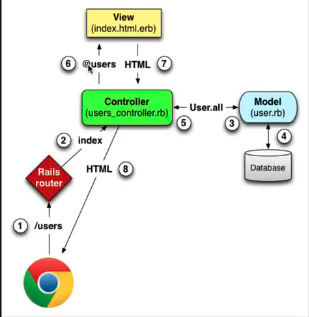 View
(index.html.erb)
6 @users HTML 7
Controller
(users_controller.rb)
User.all
Model
(user.rb)
5
3
2 index
4
Rails
router
HTML 8
Database
1 /users